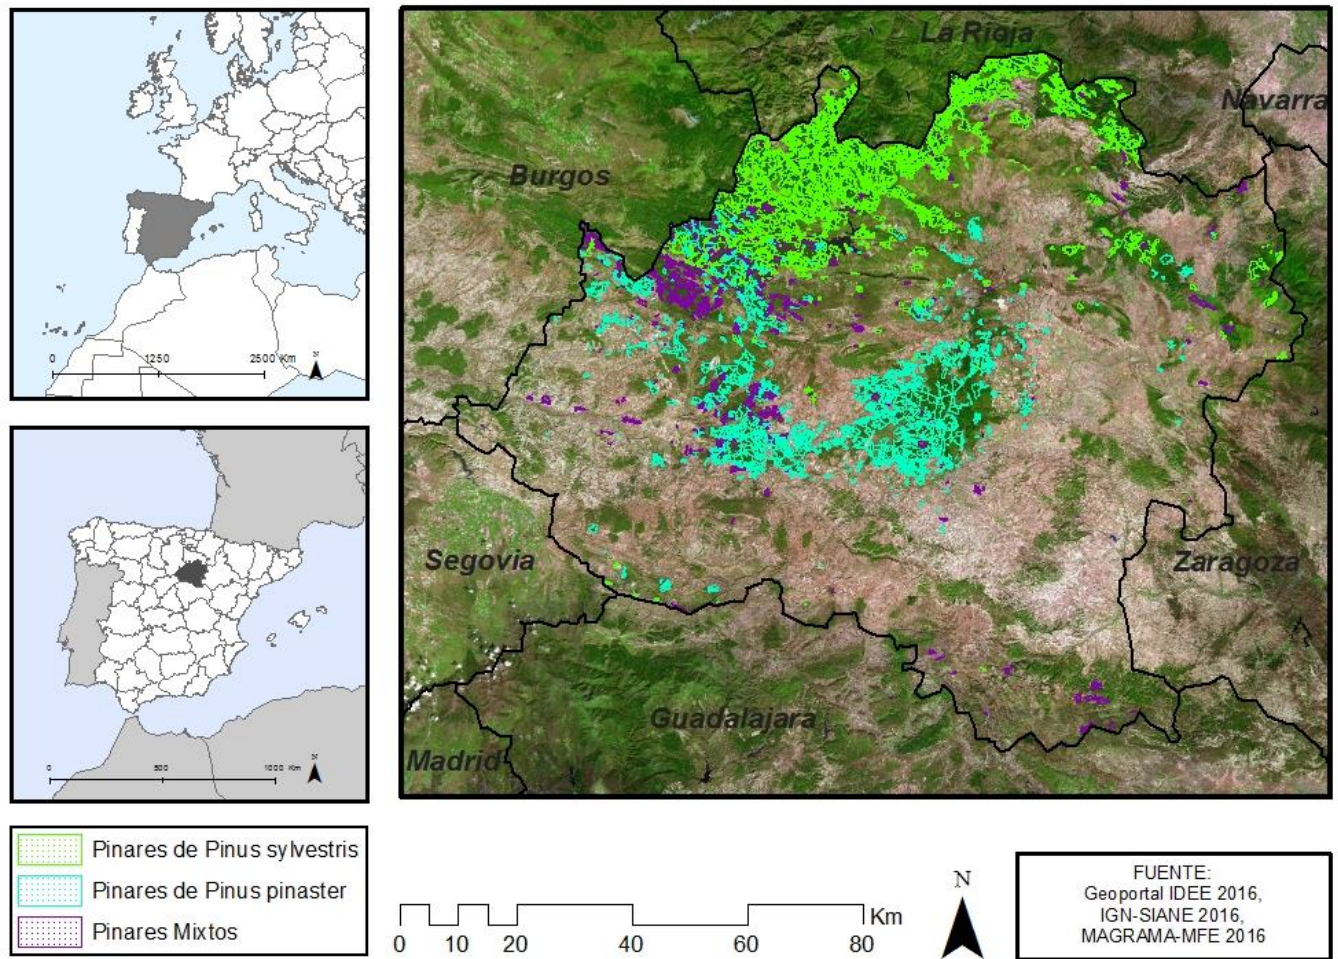 0 1250 2500 Km
N
0 500 1000 Km
N
La Rioja
Navarra
Burgos
Segovia
Zaragoza
Guadalajara
Madrid
Pinares de Pinus sylvestris
Pinares de Pinus pinaster
Pinares Mixtos
Km
0 10 20 40 60 80
N
FUENTE:
Geoportal IDEE 2016,
IGN-SIANE 2016,
MAGRAMA-MFE 2016